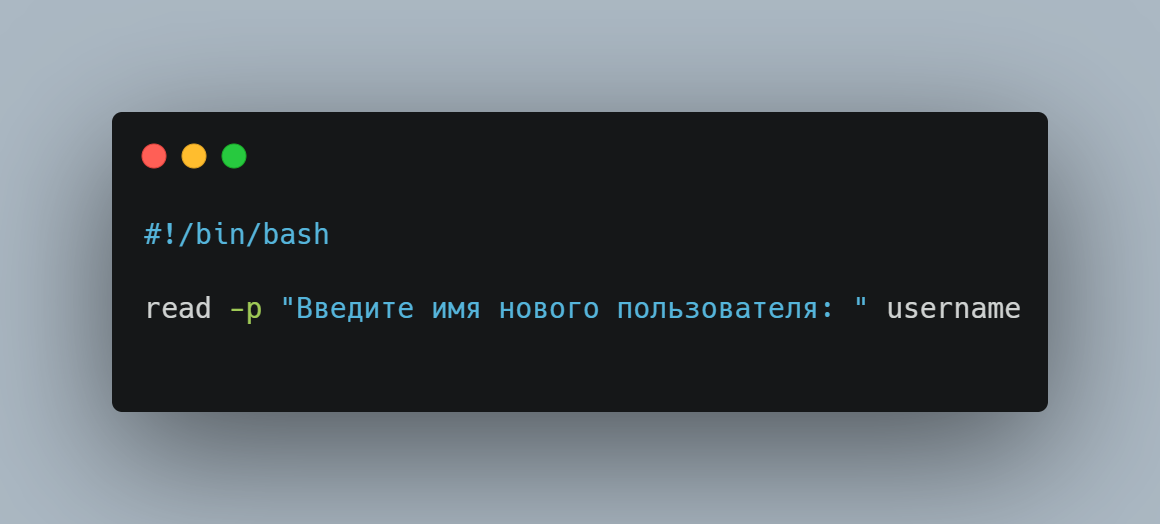 #!/bin/bash
read -p "Введите имя нового пользователя: " username